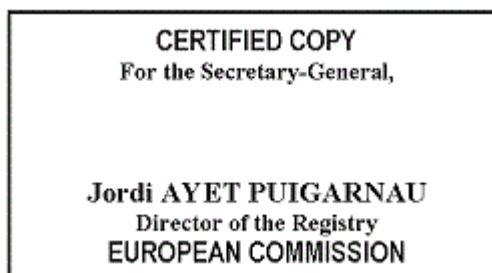 CERTIFIED COPY
For the Secretary-General,
Jordi AYET PUIGARNAU
Director of the Registry
EUROPEAN COMMISSION